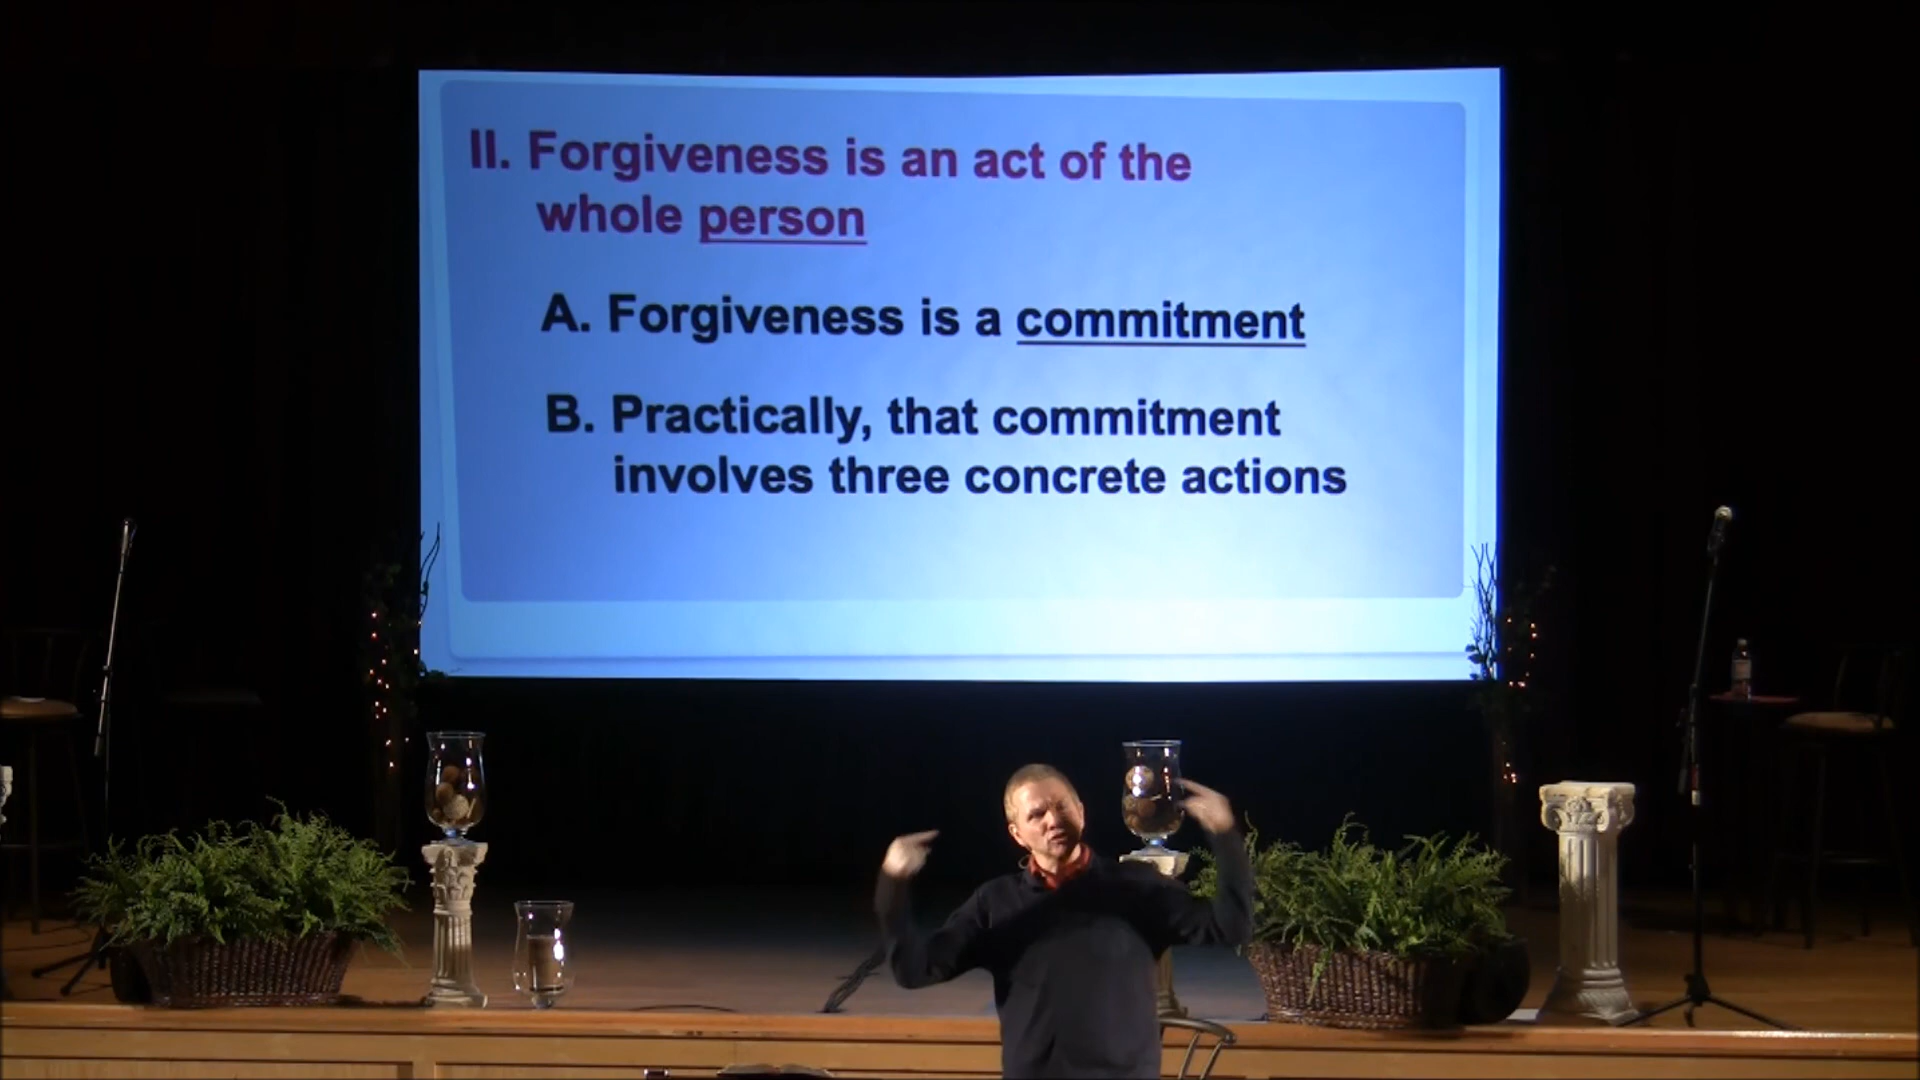 II. Forgiveness is an act of the
whole person
A. Forgiveness is a commitment
B. Practically, that commitment
involves three concrete actions